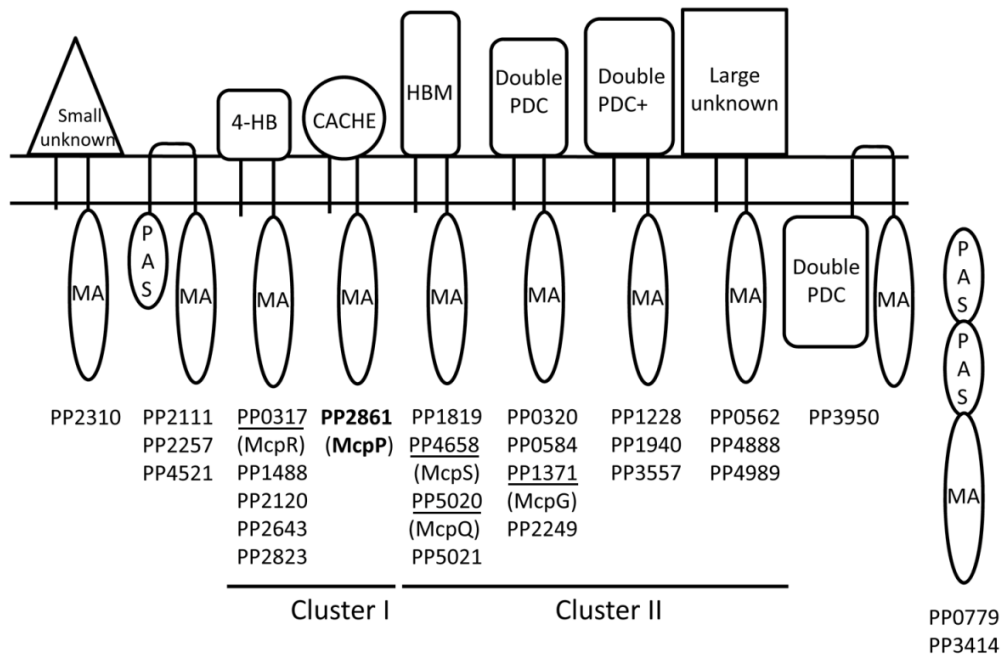 Small
unknown
4-HB
CACHE
HBM
Double
PDC
Double
PDC+
Large
unknown
MA
P
A
S
MA
MA
MA
MA
MA
MA
MA
Double
PDC
MA
P
A
S
P
A
S
MA
PP2310
PP2111
PP2257
PP4521
PP0317
(McpR)
PP1488
PP2120
PP2643
PP2823
PP2861
(McpP)
PP1819
PP4658
(McpS)
PP5020
(McpQ)
PP5021
PP0320
PP0584
PP1371
(McpG)
PP2249
PP1228
PP1940
PP3557
PP0562
PP4888
PP4989
PP3950
Cluster I
Cluster II
PP0779
PP3414